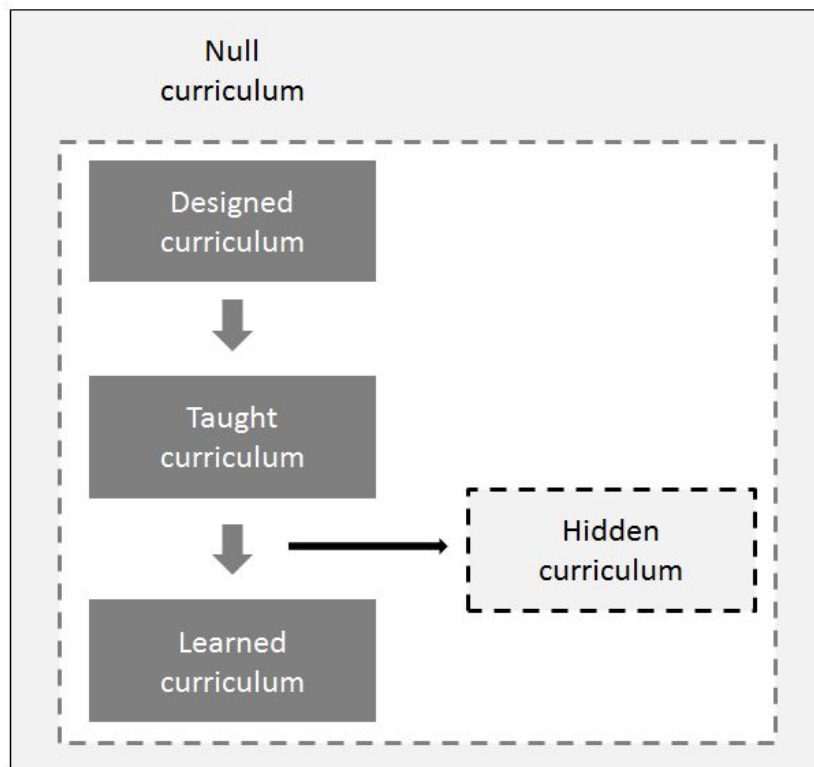 Null
curriculum
Designed
curriculum
Taught
curriculum
Hidden
curriculum
Learned
curriculum